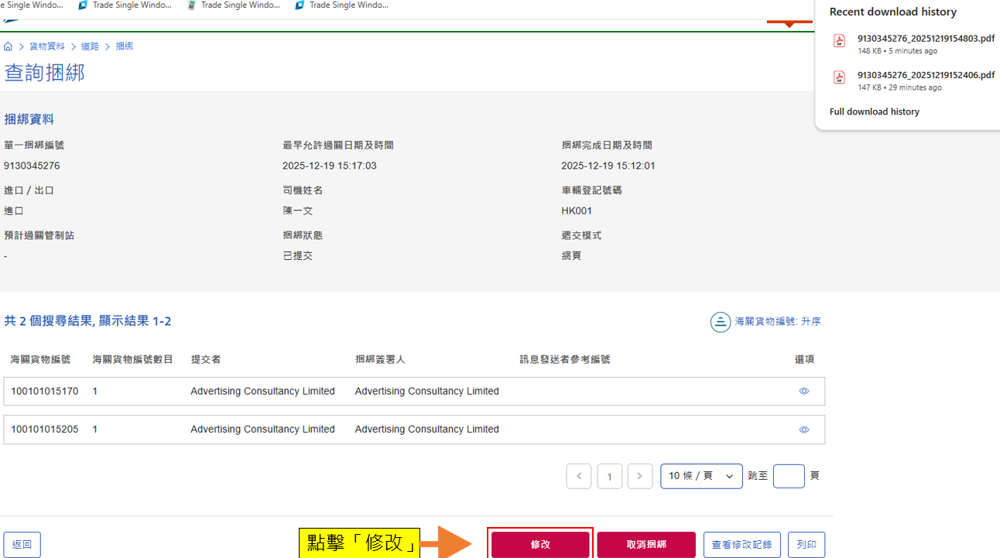 e Single Windo... Trade Single Windo... Trade Single Windo... Trade Single Windo...
Recent download history
9130345276_20251219154803.pdf
148 KB • 5 minutes ago
9130345276_20251219152406.pdf
147 KB • 29 minutes ago
Full download history
貨物資料 > 道路 > 捆綁
查詢捆綁
捆綁資料
單一捆綁編號 最早允許過關日期及時間 捆綁完成日期及時間
9130345276 2025-12-19 15:17:03 2025-12-19 15:12:01
進口 / 出口 司機姓名 車輛登記號碼
進口 陳一文 HK001
預計過關管制站 捆綁狀態 遞交模式
- 已提交 網頁
共 2 個搜尋結果, 顯示結果 1-2 海關貨物編號: 升序
海關貨物編號 海關貨物編號數目 提交者 捆綁簽署人 訊息發送者參考編號 選項
100101015170 1 Advertising Consultancy Limited Advertising Consultancy Limited
100101015205 1 Advertising Consultancy Limited Advertising Consultancy Limited
< 1 > 10 條 / 頁 跳至 頁
返回 點擊「修改」 修改 取消捆綁 查看修改記錄 列印